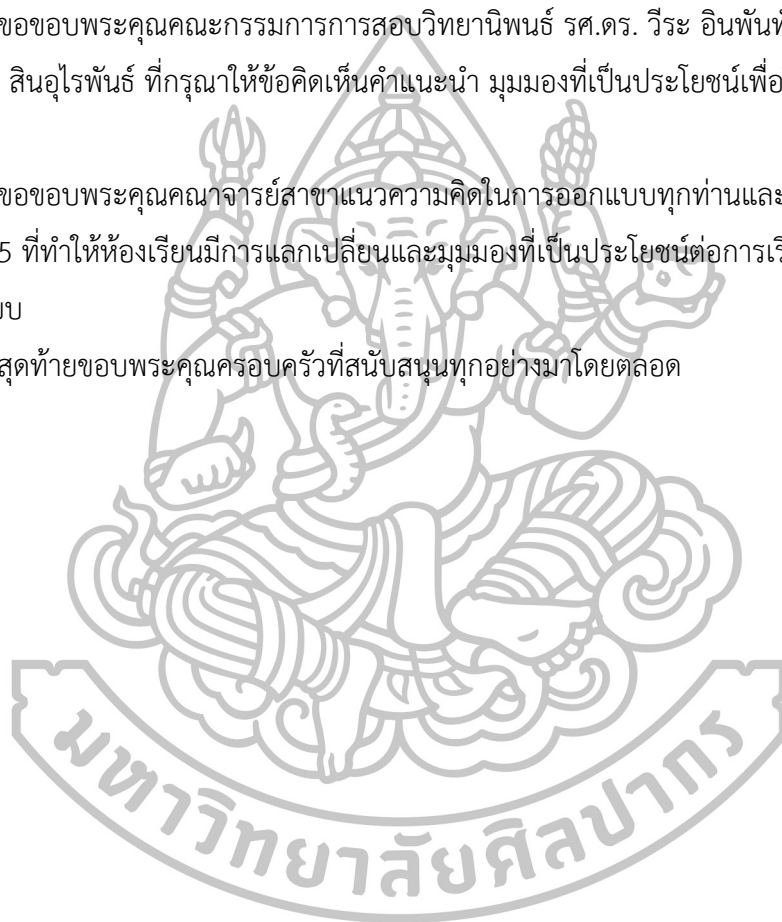 ขอขอบพระคุณคณะกรรมการการสอบวิทยานิพนธ์ รศ.ดร. วีระ อินพันทั
สินอุไรพันธ์ ที่กรุณาให้ข้อคิดเห็นคำแนะนำ มุมมองที่เป็นประโยชน์เพื่อ
ขอขอบพระคุณคณาจารย์สาขาแนวความคิดในการออกแบบทุกท่านและ
5 ที่ทำให้ห้องเรียนมีการแลกเปลี่ยนและมุมมองที่เป็นประโยชน์ต่อการเรี
บบ
สุดท้ายขอบพระคุณครอบครัวที่สนับสนุนทุกอย่างมาโดยตลอด
มหาวิทยาลัยศิลปากร